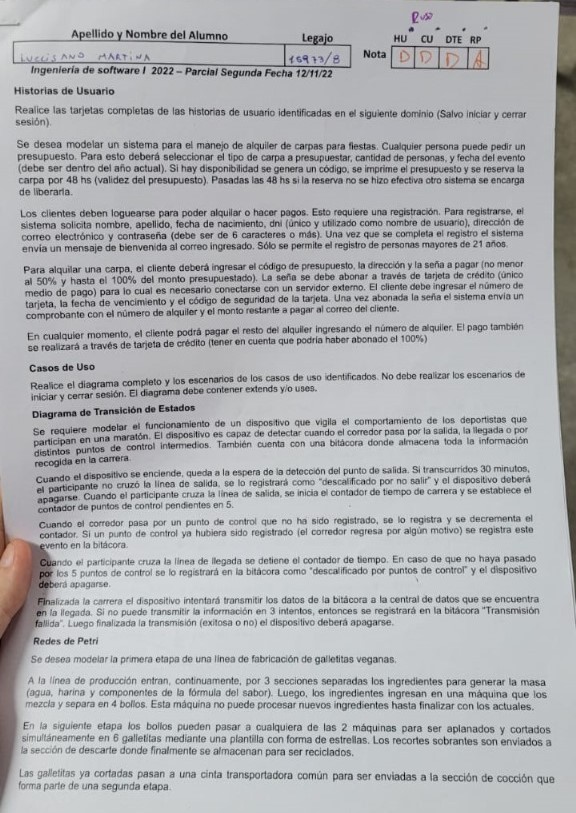 Apellido y Nombre del Alumno Legajo HU CU DTE RP
LUCCISANO MARTINA 15973/8 Nota D D D A
Ingeniería de software I 2022 – Parcial Segunda Fecha 12/11/22
Historias de Usuario
Realice las tarjetas completas de las historias de usuario identificadas en el siguiente dominio (Salvo iniciar y cerrar
sesión).
Se desea modelar un sistema para el manejo de alquiler de carpas para fiestas. Cualquier persona puede pedir un
presupuesto. Para esto deberá seleccionar el tipo de carpa a presupuestar, cantidad de personas, y fecha del evento
(debe ser dentro del año actual). Si hay disponibilidad se genera un código, se imprime el presupuesto y se reserva la
carpa por 48 hs (validez del presupuesto). Pasadas las 48 hs si la reserva no se hizo efectiva otro sistema se encarga
de liberarla.
Los clientes deben loguearse para poder alquilar o hacer pagos. Esto requiere una registración. Para registrarse, el
sistema solicita nombre, apellido, fecha de nacimiento, dni (único y utilizado como nombre de usuario), dirección de
correo electrónico y contraseña (debe ser de 6 caracteres o más). Una vez que se completa el registro el sistema
envía un mensaje de bienvenida al correo ingresado. Sólo se permite el registro de personas mayores de 21 años.
Para alquilar una carpa, el cliente deberá ingresar el código de presupuesto, la dirección y la seña a pagar (no menor
al 50% y hasta el 100% del monto presupuestado). La seña se debe abonar a través de tarjeta de crédito (único
medio de pago) para lo cual es necesario conectarse con un servidor externo. El cliente debe ingresar el número de
tarjeta, la fecha de vencimiento y el código de seguridad de la tarjeta. Una vez abonada la seña el sistema envía un
comprobante con el número de alquiler y el monto restante a pagar al correo del cliente.
En cualquier momento, el cliente podrá pagar el resto del alquiler ingresando el número de alquiler. El pago también
se realizará a través de tarjeta de crédito (tener en cuenta que podría haber abonado el 100%)
Casos de Uso
Realice el diagrama completo y los escenarios de los casos de uso identificados. No debe realizar los escenarios de
iniciar y cerrar sesión. El diagrama debe contener extends y/o uses.
Diagrama de Transición de Estados
Se requiere modelar el funcionamiento de un dispositivo que vigila el comportamiento de los deportistas que
participan en una maratón. El dispositivo es capaz de detectar cuando el corredor pasa por la salida, la llegada o por
distintos puntos de control intermedios. También cuenta con una bitácora donde almacena toda la información
recogida en la carrera.
Cuando el dispositivo se enciende, queda a la espera de la detección del punto de salida. Si transcurridos 30 minutos,
el participante no cruzó la línea de salida, se lo registrará como "descalificado por no salir" y el dispositivo deberá
apagarse. Cuando el participante cruza la línea de salida, se inicia el contador de tiempo de carrera y se establece el
contador de puntos de control pendientes en 5.
Cuando el corredor pasa por un punto de control que no ha sido registrado, se lo registra y se decrementa el
contador. Si un punto de control ya hubiera sido registrado (el corredor regresa por algún motivo) se registra este
evento en la bitácora.
Cuando el participante cruza la línea de llegada se detiene el contador de tiempo. En caso de que no haya pasado
por los 5 puntos de control se lo registrará en la bitácora como "descalificado por puntos de control" y el dispositivo
deberá apagarse.
Finalizada la carrera el dispositivo intentará transmitir los datos de la bitácora a la central de datos que se encuentra
en la llegada. Si no puede transmitir la información en 3 intentos, entonces se registrará en la bitácora "Transmisión
fallida". Luego finalizada la transmisión (exitosa o no) el dispositivo deberá apagarse.
Redes de Petri
Se desea modelar la primera etapa de una línea de fabricación de galletitas veganas.
A la línea de producción entran, continuamente, por 3 secciones separadas los ingredientes para generar la masa
(agua, harina y componentes de la fórmula del sabor). Luego, los ingredientes ingresan en una máquina que los
mezcla y separa en 4 bollos. Esta máquina no puede procesar nuevos ingredientes hasta finalizar con los actuales.
En la siguiente etapa los bollos pueden pasar a cualquiera de las 2 máquinas para ser aplanados y cortados
simultáneamente en 6 galletitas mediante una plantilla con forma de estrellas. Los recortes sobrantes son enviados a
la sección de descarte donde finalmente se almacenan para ser reciclados.
Las galletitas ya cortadas pasan a una cinta transportadora común para ser enviadas a la sección de cocción que
forma parte de una segunda etapa.